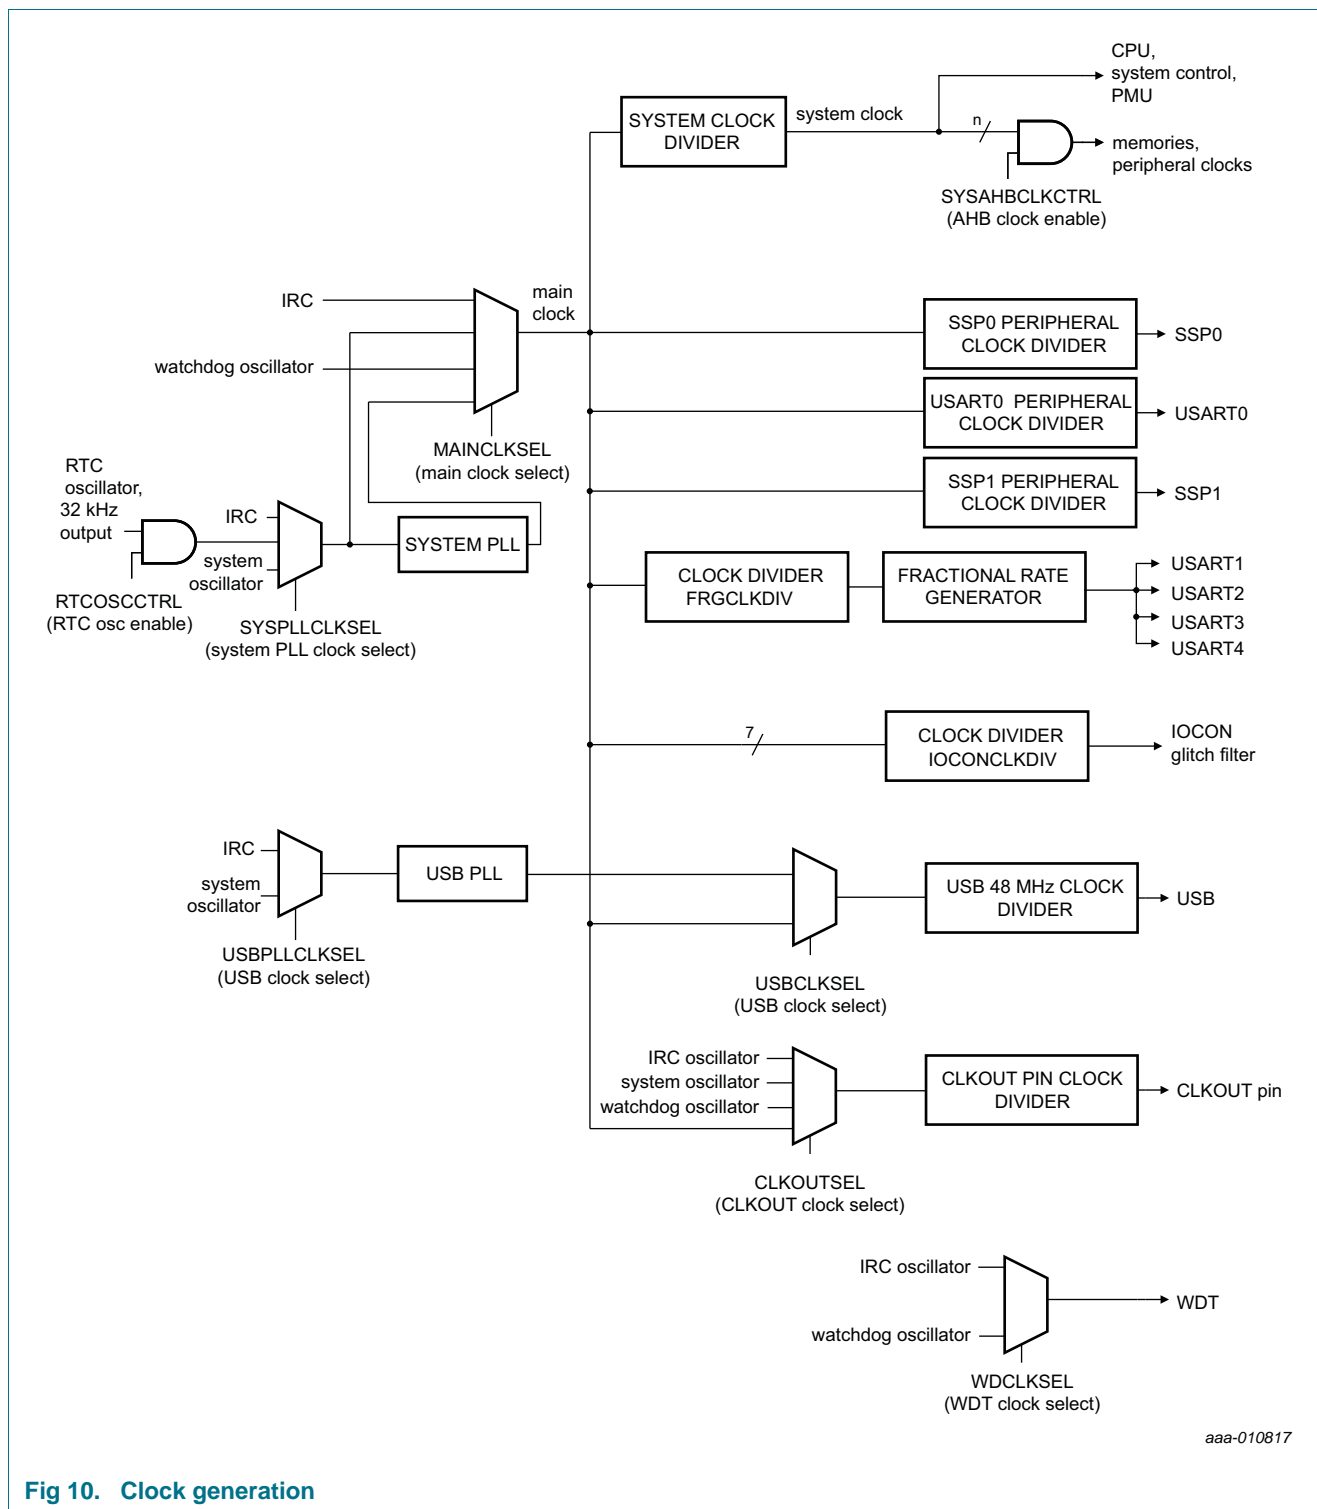 CPU,
system control,
PMU
SYSTEM CLOCK
DIVIDER
system clock
n
memories,
peripheral clocks
SYSAHBCLKCTRL
(AHB clock enable)
IRC
main
clock
watchdog oscillator
MAINCLKSEL
(main clock select)
SSP0 PERIPHERAL
CLOCK DIVIDER
SSP0
USART0 PERIPHERAL
CLOCK DIVIDER
USART0
SSP1 PERIPHERAL
CLOCK DIVIDER
SSP1
RTC
oscillator,
32 kHz
output
RTCOSCCTRL
(RTC osc enable)
IRC
system
oscillator
SYSPLLCLKSEL
(system PLL clock select)
SYSTEM PLL
CLOCK DIVIDER
FRGCLKDIV
FRACTIONAL RATE
GENERATOR
USART1
USART2
USART3
USART4
7
CLOCK DIVIDER
IOCONCLKDIV
IOCON
glitch filter
IRC
system
oscillator
USBPLLCLKSEL
(USB clock select)
USB PLL
USBCLKSEL
(USB clock select)
USB 48 MHz CLOCK
DIVIDER
USB
IRC oscillator
system oscillator
watchdog oscillator
CLKOUTSEL
(CLKOUT clock select)
CLKOUT PIN CLOCK
DIVIDER
CLKOUT pin
IRC oscillator
watchdog oscillator
WDCLKSEL
(WDT clock select)
WDT
aaa-010817
Fig 10. Clock generation